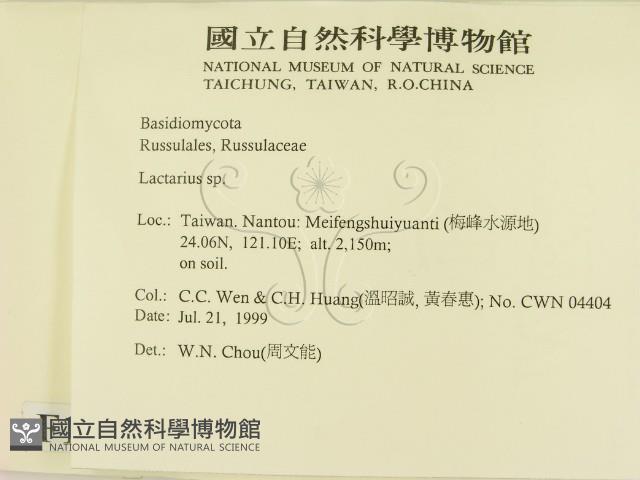 國立自然科學博物館
NATIONAL MUSEUM OF NATURAL SCIENCE
TAICHUNG, TAIWAN, R.O.CHINA
Basidiomycota
Russulales, Russulaceae
Lactarius sp.
Loc.: Taiwan. Nantou: Meifengshuiyuanti (梅峰水源地)
24.06N, 121.10E; alt. 2,150m;
on soil.
Col.: C.C. Wen & C.H. Huang(溫昭誠, 黃春惠); No. CWN 04404
Date: Jul. 21, 1999
Det.: W.N. Chou(周文能)
國立自然科學博物館
NATIONAL MUSEUM OF NATURAL SCIENCE